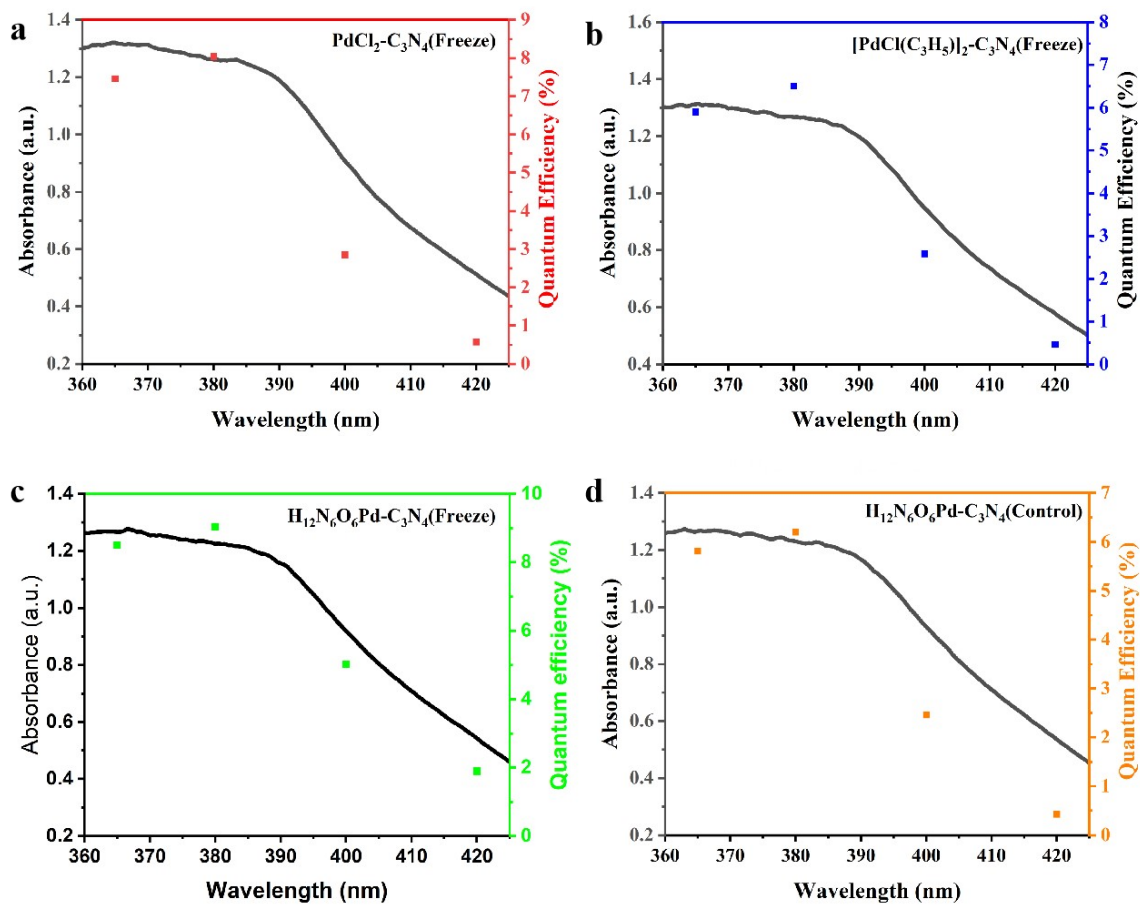 a
PdCl₂-C₃N₄(Freeze)
Absorbance (a.u.)
1.4
1.2
1.0
0.8
0.6
0.4
0.2
9
8
7
6
5
4
3
2
1
0
Quantum Efficiency (%)
360 370 380 390 400 410 420
Wavelength (nm)
b
[PdCl(C₃H₅)]₂-C₃N₄(Freeze)
Absorbance (a.u.)
1.6
1.4
1.2
1.0
0.8
0.6
0.4
8
7
6
5
4
3
2
1
0
Quantum Efficiency (%)
360 370 380 390 400 410 420
Wavelength (nm)
c
H₁₂N₆O₆Pd-C₃N₄(Freeze)
Absorbance (a.u.)
1.4
1.2
1.0
0.8
0.6
0.4
0.2
10
8
6
4
2
0
Quantum efficiency (%)
360 370 380 390 400 410 420
Wavelength (nm)
d
H₁₂N₆O₆Pd-C₃N₄(Control)
Absorbance (a.u.)
1.4
1.2
1.0
0.8
0.6
0.4
0.2
7
6
5
4
3
2
1
0
Quantum Efficiency (%)
360 370 380 390 400 410 420
Wavelength (nm)